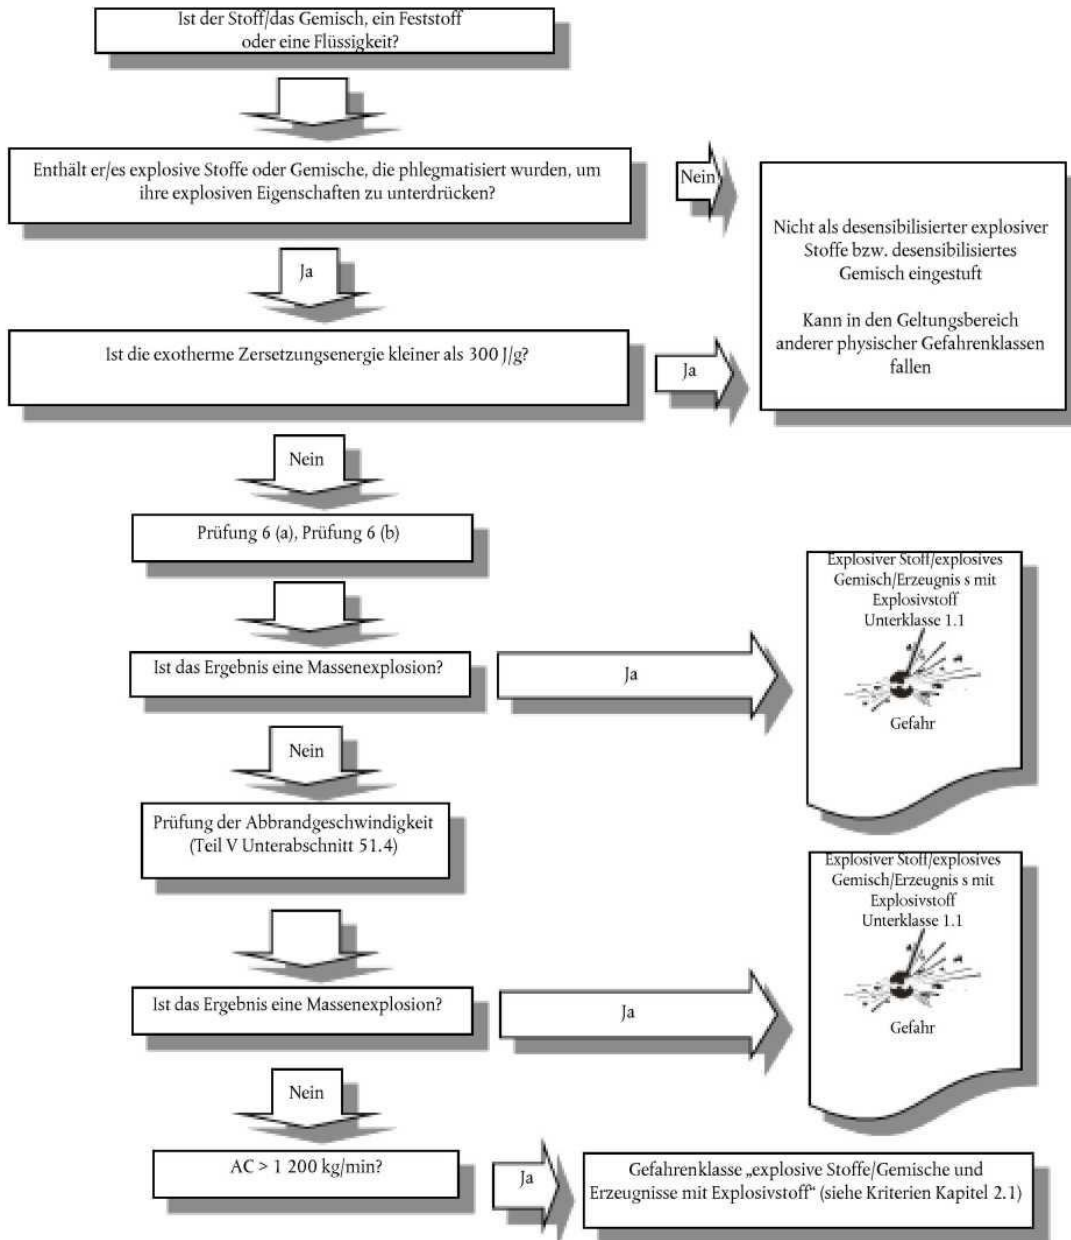 Ist der Stoff/das Gemisch, ein Feststoff
oder eine Flüssigkeit?
Enthält er/es explosive Stoffe oder Gemische, die phlegmatisiert wurden, um
ihre explosiven Eigenschaften zu unterdrücken?
Nein
Nicht als desensibilisierter explosiver
Stoffe bzw. desensibilisiertes
Gemisch eingestuft
Kann in den Geltungsbereich
anderer physischer Gefahrenklassen
fallen
Ja
Ist die exotherme Zersetzungsenergie kleiner als 300 J/g?
Ja
Nein
Prüfung 6 (a), Prüfung 6 (b)
Ist das Ergebnis eine Massenexplosion?
Ja
Explosiver Stoff/explosives
Gemisch/Erzeugnis s mit
Explosivstoff
Unterklasse 1.1
Gefahr
Nein
Prüfung der Abbrandgeschwindigkeit
(Teil V Unterabschnitt 51.4)
Ist das Ergebnis eine Massenexplosion?
Ja
Explosiver Stoff/explosives
Gemisch/Erzeugnis s mit
Explosivstoff
Unterklasse 1.1
Gefahr
Nein
AC > 1 200 kg/min?
Ja
Gefahrenklasse „explosive Stoffe/Gemische und
Erzeugnisse mit Explosivstoff“ (siehe Kriterien Kapitel 2.1)